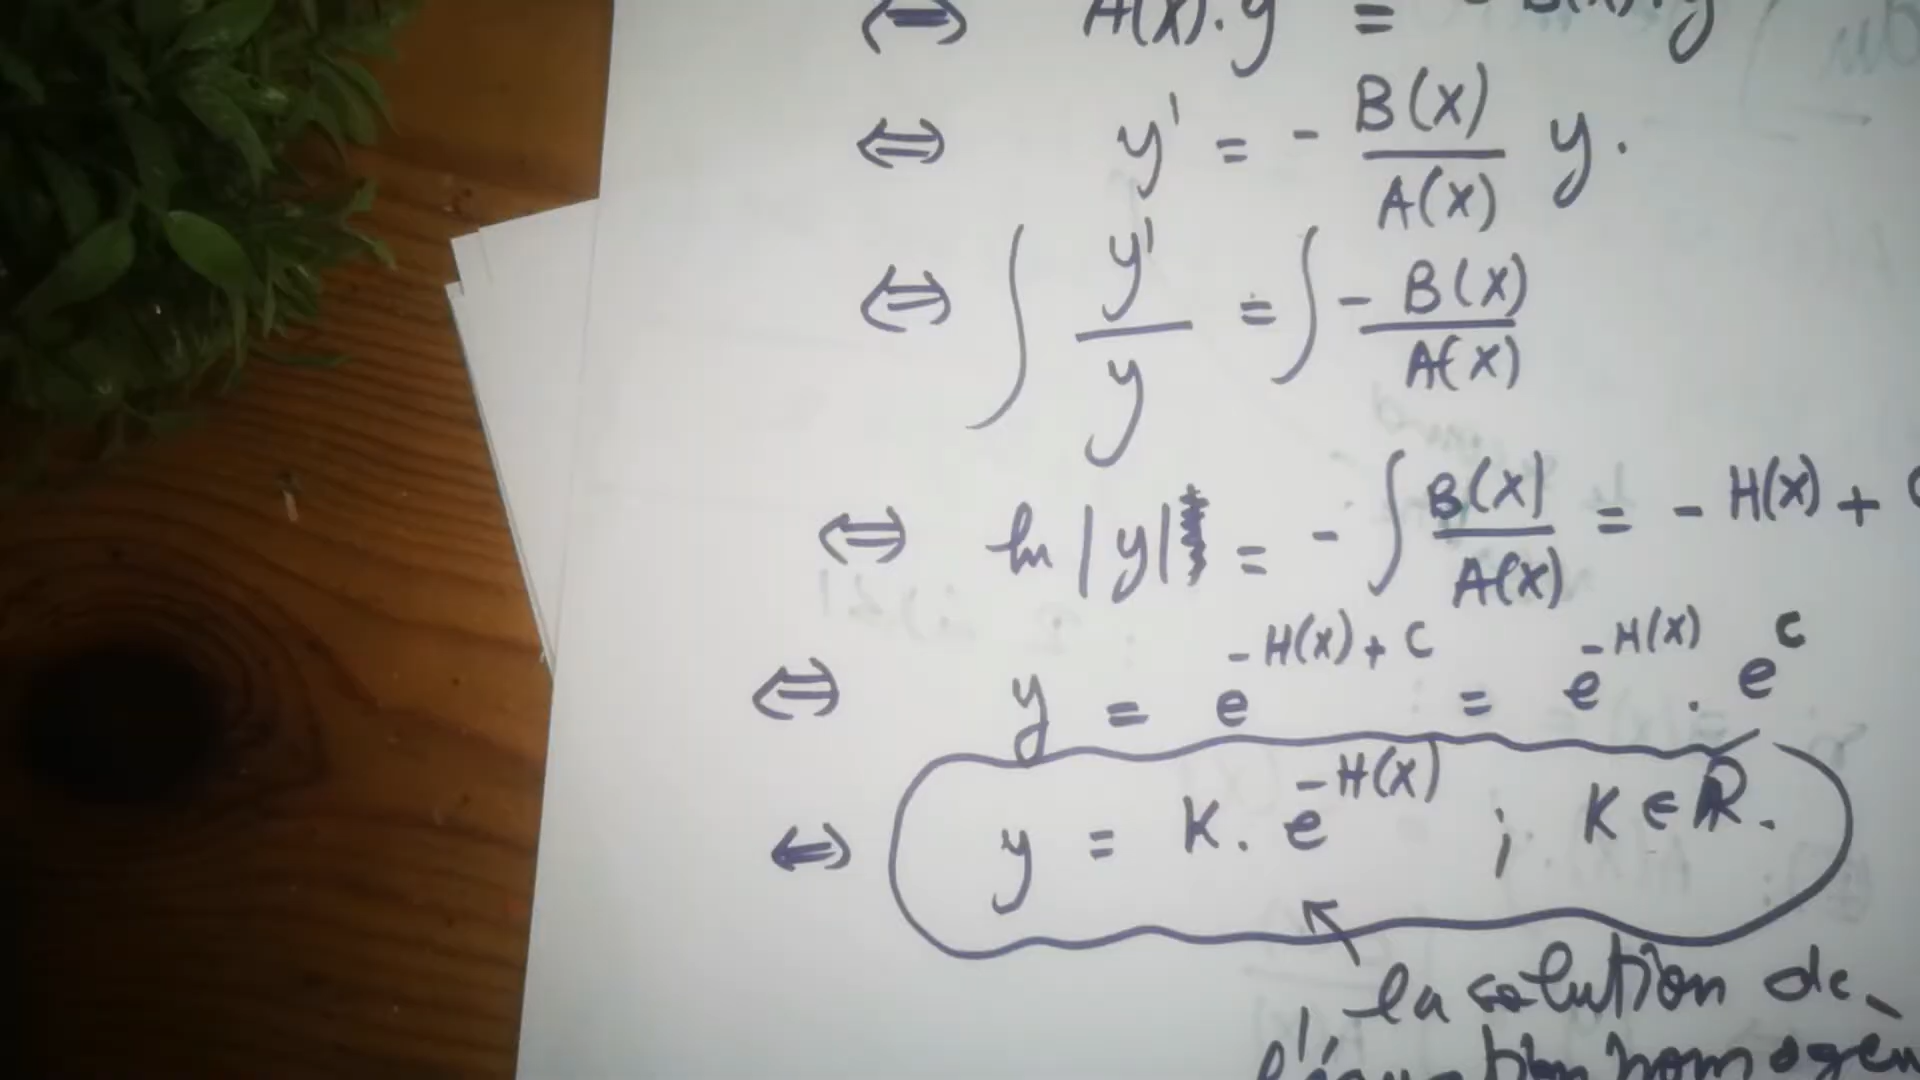 ⇔ A(x).y' = - B(x).y
⇔ y' = - B(x)/A(x) y.
⇔ ∫ y'/y = ∫ - B(x)/A(x)
⇔ ln |y| = - ∫ B(x)/A(x) = - H(x) + C
⇔ y = e^{-H(x) + C} = e^{-H(x)} . e^C
⇔ y = K. e^{-H(x)} ; K ∈ ℝ.
la solution de